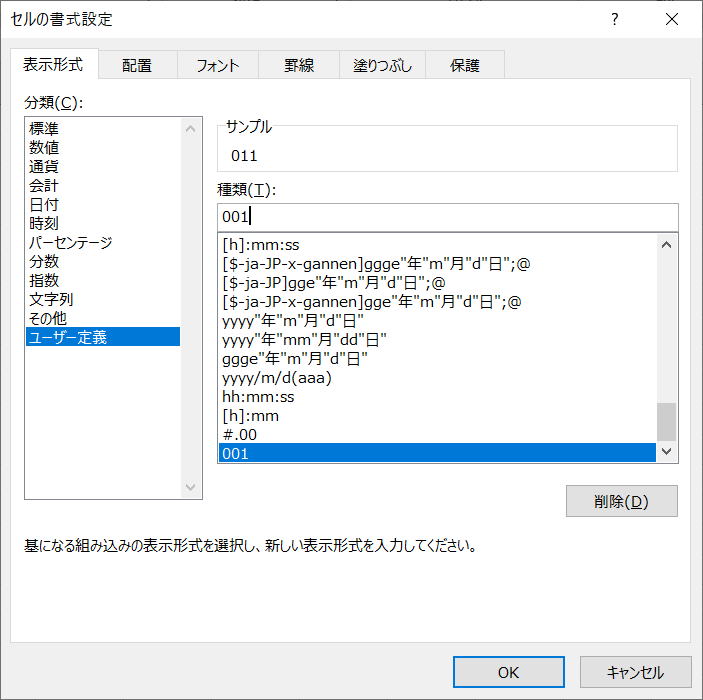 セルの書式設定
?
表示形式
配置
フォント
罫線
塗りつぶし
保護
分類(C):
標準
数値
通貨
会計
日付
時刻
パーセンテージ
分数
指数
文字列
その他
ユーザー定義
サンプル
011
種類(T):
001
[h]:mm:ss
[$-ja-JP-x-gannen]ggge"年"m"月"d"日";@
[$-ja-JP]gge"年"m"月"d"日";@
[$-ja-JP-x-gannen]gge"年"m"月"d"日";@
yyyy"年"m"月"d"日"
yyyy"年"mm"月"dd"日"
ggge"年"m"月"d"日"
yyyy/m/d(aaa)
hh:mm:ss
[h]:mm
#.00
001
削除(D)
基になる組み込みの表示形式を選択し、新しい表示形式を入力してください。
OK
キャンセル